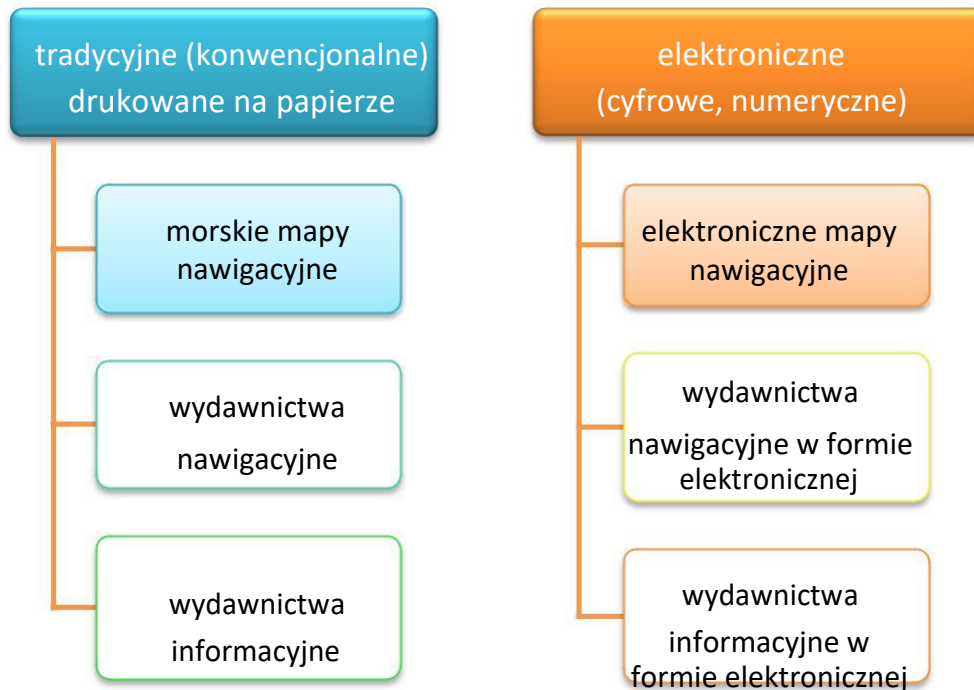 tradycyjne (konwencjonalne)
drukowane na papierze
morskie mapy
nawigacyjne
wydawnictwa
nawigacyjne
wydawnictwa
informacyjne
elektroniczne
(cyfrowe, numeryczne)
elektroniczne mapy
nawigacyjne
wydawnictwa
nawigacyjne w formie
elektronicznej
wydawnictwa
informacyjne w
formie elektronicznej